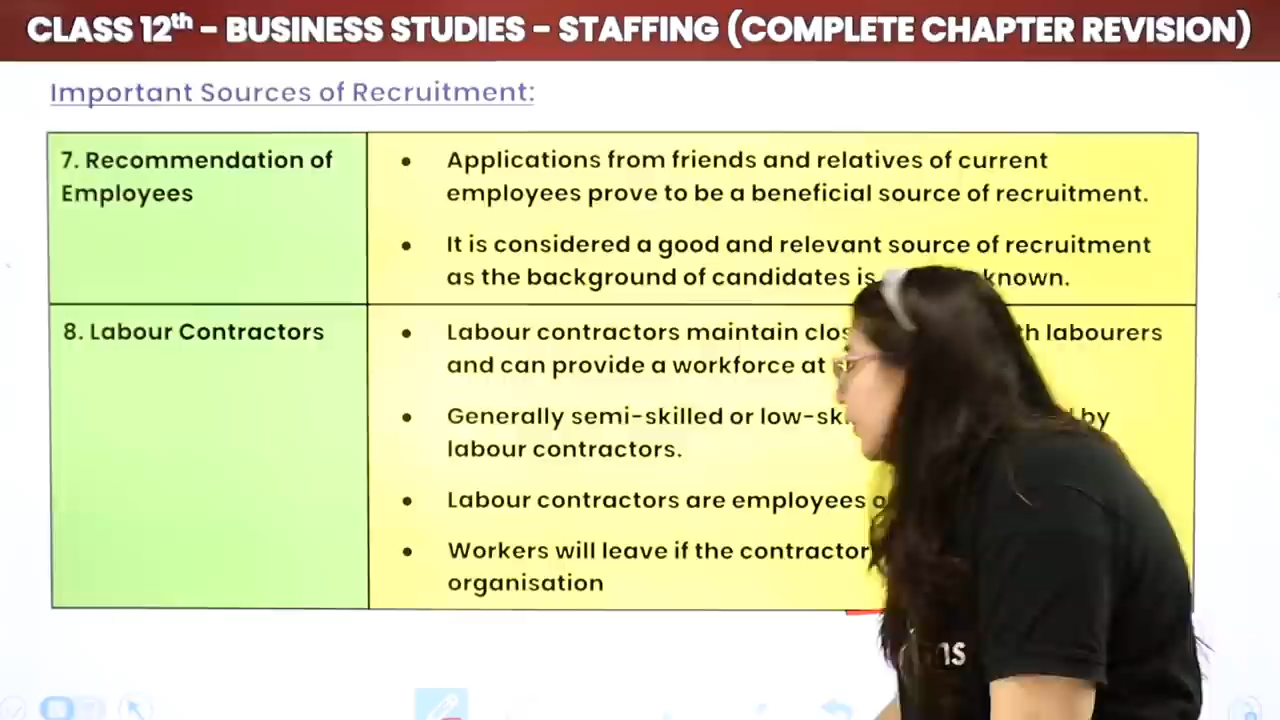 CLASS 12th - BUSINESS STUDIES - STAFFING (COMPLETE CHAPTER REVISION)
Important Sources of Recruitment:
7. Recommendation of
Employees
• Applications from friends and relatives of current
employees prove to be a beneficial source of recruitment.
• It is considered a good and relevant source of recruitment
as the background of candidates is known.
8. Labour Contractors
• Labour contractors maintain labourers
and can provide a workforce at
• Generally semi-skilled or by
labour contractors.
• Labour contractors are employees
• Workers will leave if the contractor
organisation